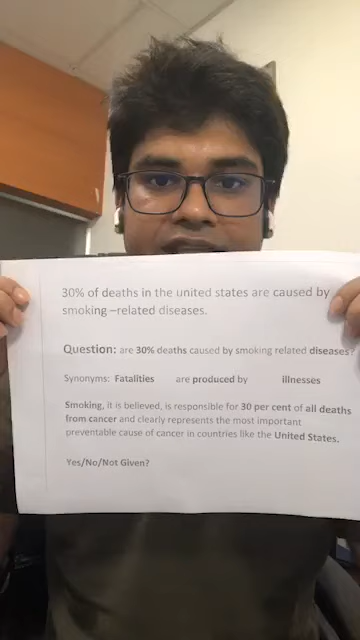 30% of deaths in the united states are caused by
smoking –related diseases.
Question: are 30% deaths caused by smoking related diseases?
Synonyms: Fatalities are produced by illnesses
Smoking, it is believed, is responsible for 30 per cent of all deaths
from cancer and clearly represents the most important
preventable cause of cancer in countries like the United States.
Yes/No/Not Given?